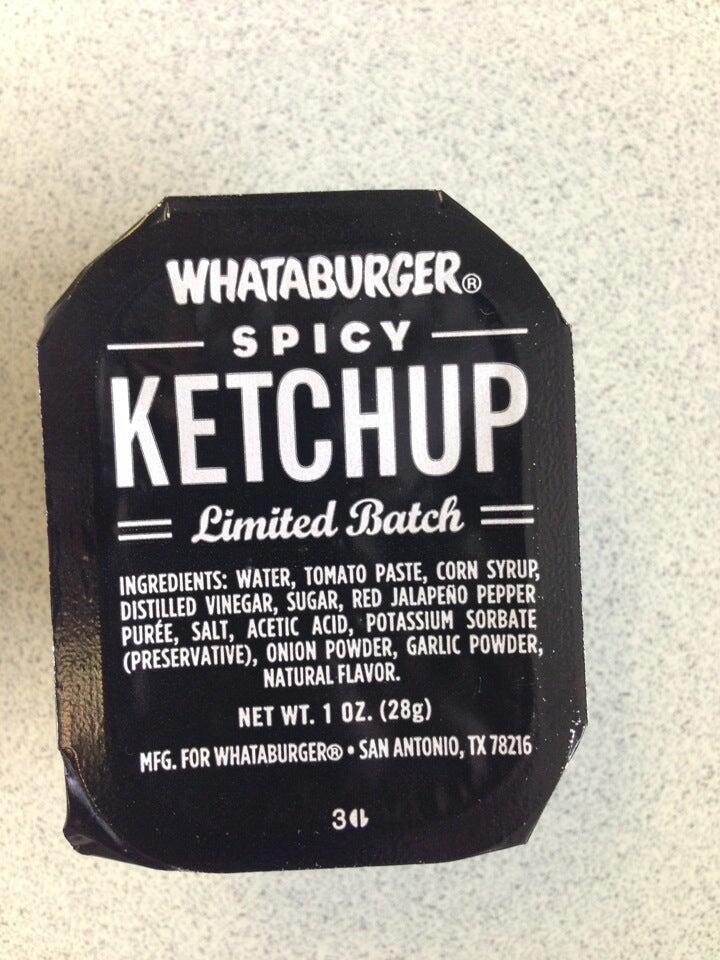 WHATABURGER®
SPICY
KETCHUP
Limited Batch
INGREDIENTS: WATER, TOMATO PASTE, CORN SYRUP,
DISTILLED VINEGAR, SUGAR, RED JALAPEÑO PEPPER
PURÉE, SALT, ACETIC ACID, POTASSIUM SORBATE
(PRESERVATIVE), ONION POWDER, GARLIC POWDER,
NATURAL FLAVOR.
NET WT. 1 OZ. (28g)
MFG. FOR WHATABURGER® • SAN ANTONIO, TX 78216